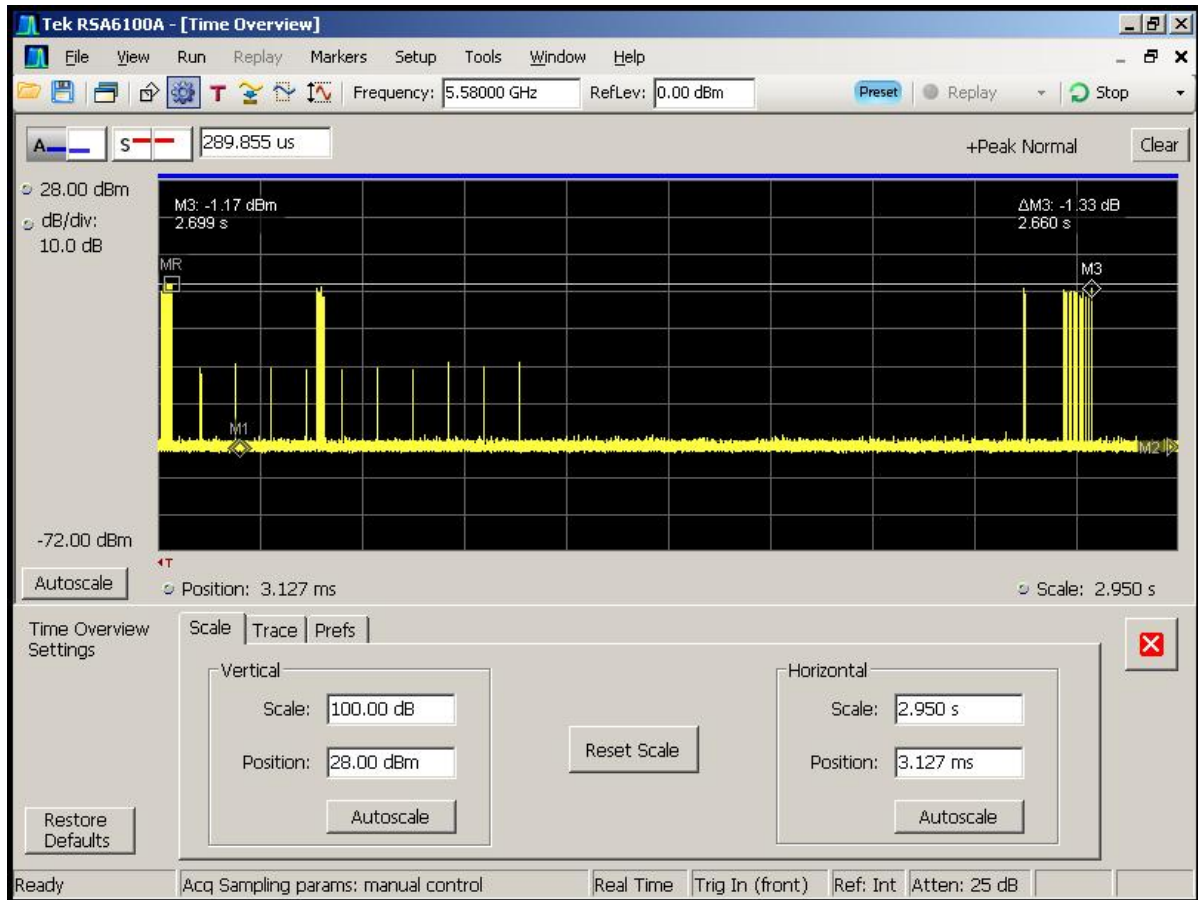 Tek RSA6100A - [Time Overview]
File View Run Replay Markers Setup Tools Window Help
T Frequency: 5.58000 GHz RefLev: 0.00 dBm Preset Replay Stop
A S 289.855 us +Peak Normal Clear
28.00 dBm
dB/div:
10.0 dB
M3: -1.17 dBm
2.699 s
ΔM3: -1.33 dB
2.660 s
MR
M3
M1
M2
-72.00 dBm
T
Autoscale Position: 3.127 ms Scale: 2.950 s
Time Overview
Settings
Scale Trace Prefs
Vertical
Scale: 100.00 dB
Position: 28.00 dBm
Autoscale
Reset Scale
Horizontal
Scale: 2.950 s
Position: 3.127 ms
Autoscale
Restore
Defaults
Ready Acq Sampling params: manual control Real Time Trig In (front) Ref: Int Atten: 25 dB